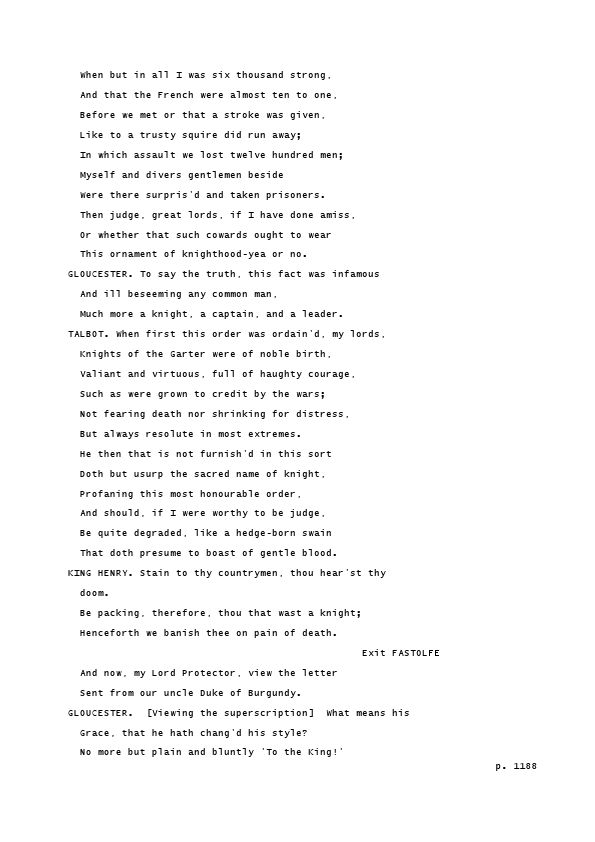 When but in all I was six thousand strong,
And that the French were almost ten to one,
Before we met or that a stroke was given,
Like to a trusty squire did run away;
In which assault we lost twelve hundred men;
Myself and divers gentlemen beside
Were there surpris'd and taken prisoners.
Then judge, great lords, if I have done amiss,
Or whether that such cowards ought to wear
This ornament of knighthood-yea or no.
GLOUCESTER. To say the truth, this fact was infamous
And ill beseeming any common man,
Much more a knight, a captain, and a leader.
TALBOT. When first this order was ordain'd, my lords,
Knights of the Garter were of noble birth,
Valiant and virtuous, full of haughty courage,
Such as were grown to credit by the wars;
Not fearing death nor shrinking for distress,
But always resolute in most extremes.
He then that is not furnish'd in this sort
Doth but usurp the sacred name of knight,
Profaning this most honourable order,
And should, if I were worthy to be judge,
Be quite degraded, like a hedge-born swain
That doth presume to boast of gentle blood.
KING HENRY. Stain to thy countrymen, thou hear'st thy
doom.
Be packing, therefore, thou that wast a knight;
Henceforth we banish thee on pain of death.
Exit FASTOLFE
And now, my Lord Protector, view the letter
Sent from our uncle Duke of Burgundy.
GLOUCESTER.  [Viewing the superscription]  What means his
Grace, that he hath chang'd his style?
No more but plain and bluntly 'To the King!'
p. 1188